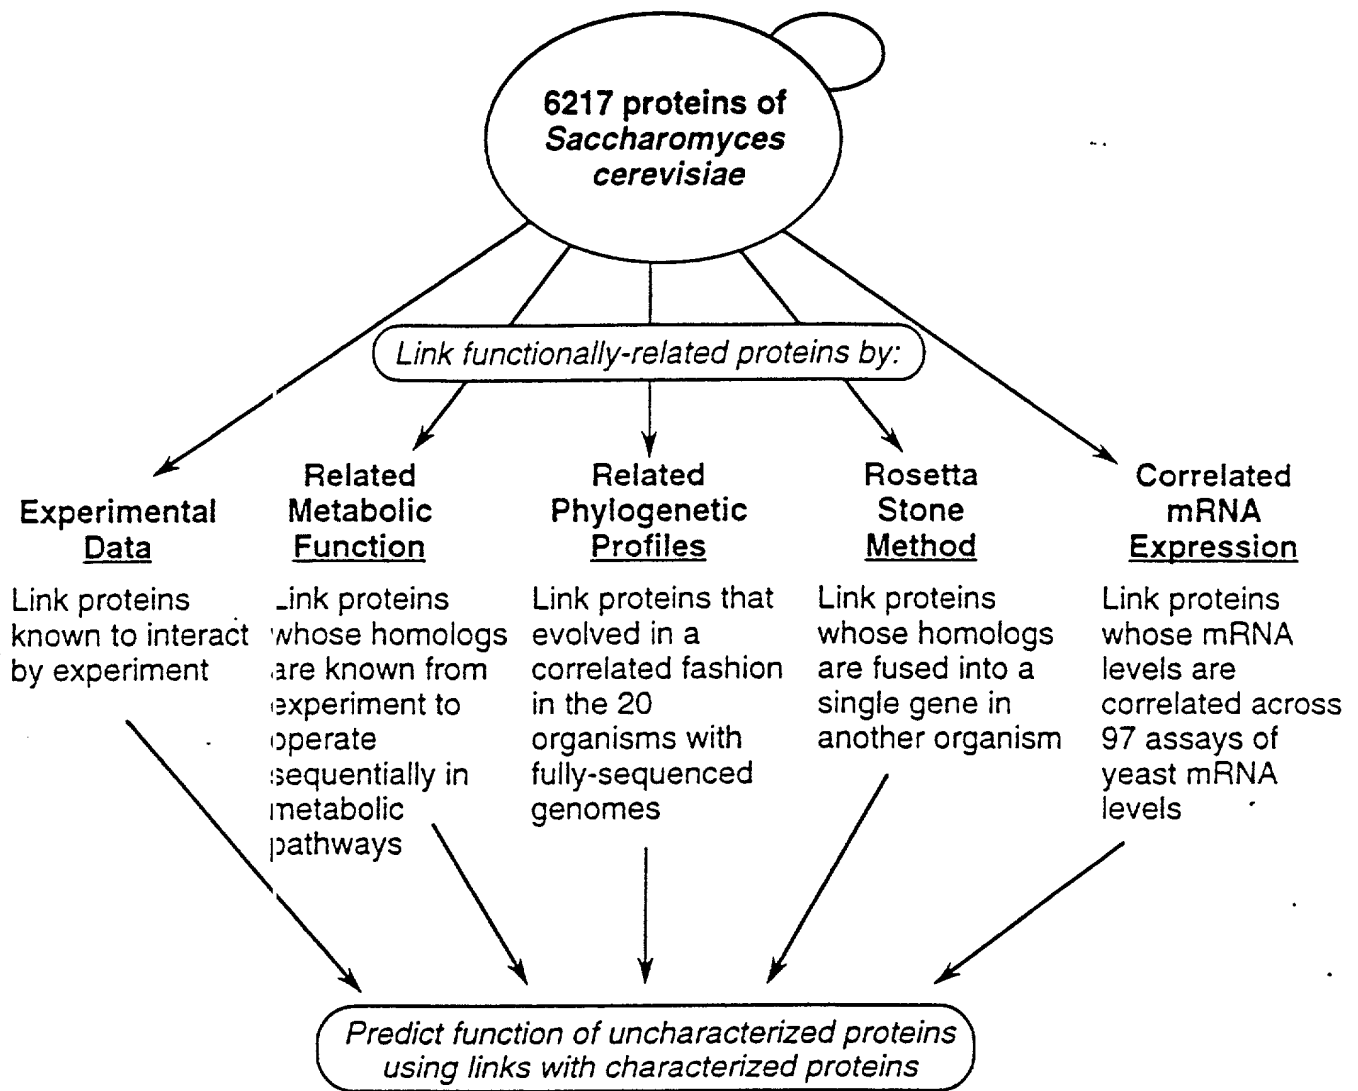 6217 proteins of
Saccharomyces
cerevisiae
Link functionally-related proteins by:
Experimental
Data
Link proteins
known to interact
by experiment
Related
Metabolic
Function
Link proteins
whose homologs
are known from
experiment to
operate
sequentially in
metabolic
pathways
Related
Phylogenetic
Profiles
Link proteins that
evolved in a
correlated fashion
in the 20
organisms with
fully-sequenced
genomes
Rosetta
Stone
Method
Link proteins
whose homologs
are fused into a
single gene in
another organism
Correlated
mRNA
Expression
Link proteins
whose mRNA
levels are
correlated across
97 assays of
yeast mRNA
levels
Predict function of uncharacterized proteins
using links with characterized proteins